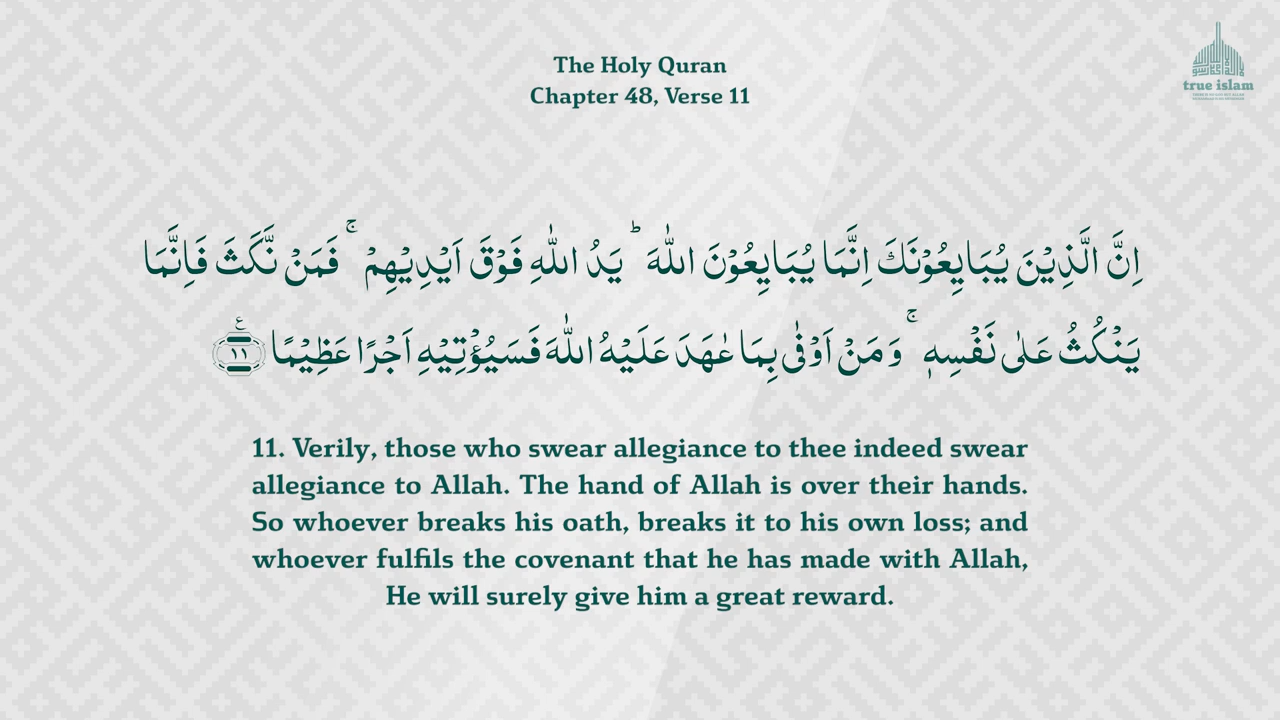 The Holy Quran
Chapter 48, Verse 11
true islam
اِنَّ الَّذِیْنَ یُبَایِعُوْنَكَ اِنَّمَا یُبَایِعُوْنَ اللّٰهَ ؕ یَدُ اللّٰهِ فَوْقَ اَیْدِیْهِمْ ۚ فَمَنْ نَّكَثَ فَاِنَّمَا
یَنْكُثُ عَلٰی نَفْسِهٖ ۚ وَ مَنْ اَوْفٰی بِمَا عٰهَدَ عَلَیْهُ اللّٰهَ فَسَیُؤْتِیْهِ اَجْرًا عَظِیْمًا ﴿۱۱﴾ ع
11. Verily, those who swear allegiance to thee indeed swear
allegiance to Allah. The hand of Allah is over their hands.
So whoever breaks his oath, breaks it to his own loss; and
whoever fulfils the covenant that he has made with Allah,
He will surely give him a great reward.